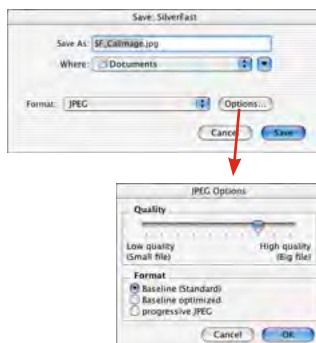 Save: SilverFast
Save As: SF_CalImage.jpg
Where: Documents
Format: JPEG Options...
Cancel Save
JPEG Options
Quality
Low quality High quality
(Small file) (Big file)
Format
Baseline (Standard)
Baseline optimized
progressive JPEG
Cancel OK